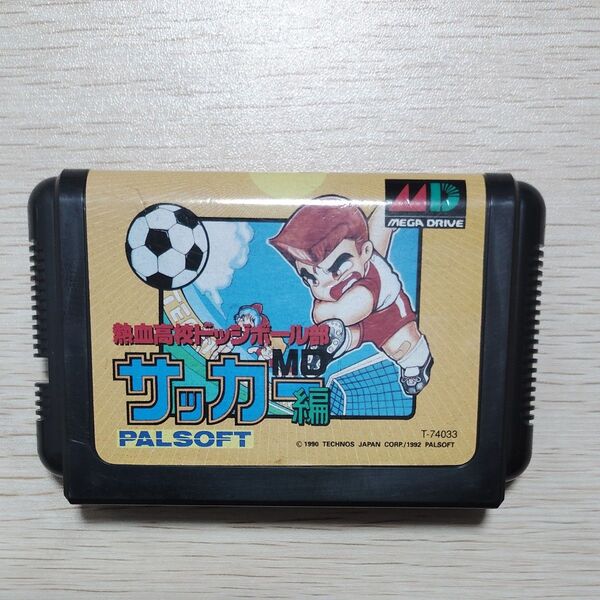 MEGA DRIVE
熱血高校ドッジボール部
サッカー編
MD
PALSOFT
T-74033
© 1990 TECHNOS JAPAN CORP./1992 PALSOFT